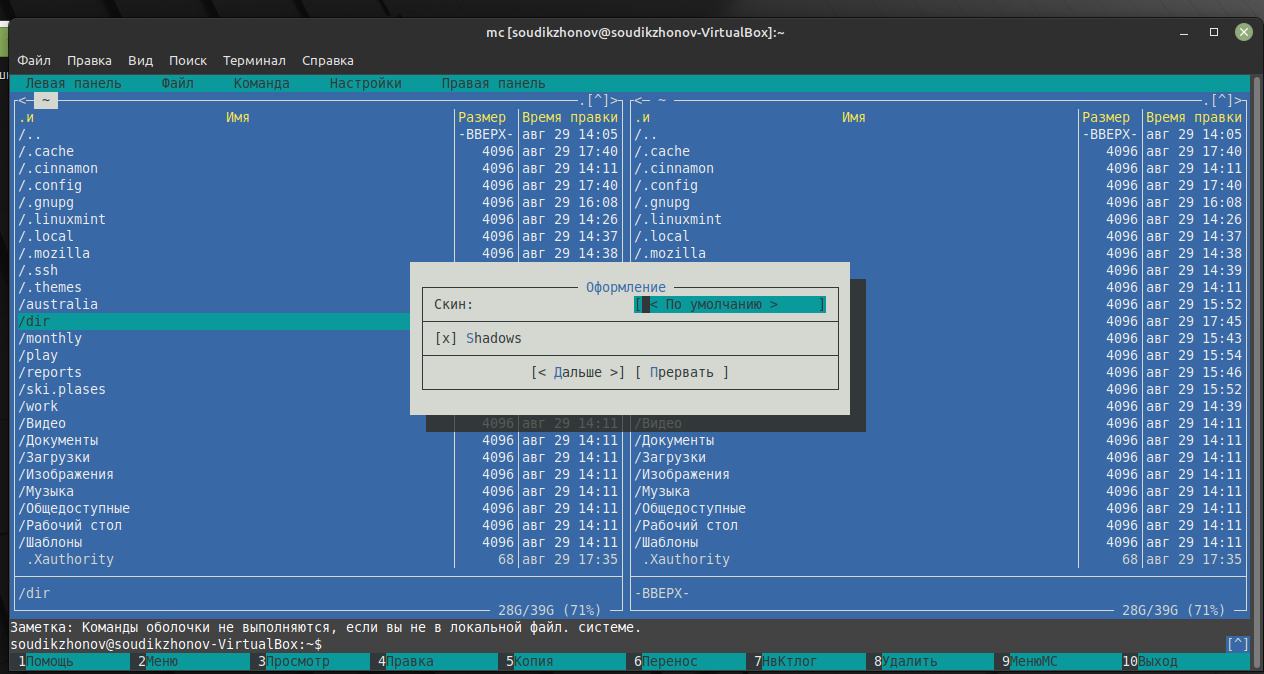 mc [soudikzhonov@soudikzhonov-VirtualBox]:~
Файл Правка Вид Поиск Терминал Справка
Левая панель Файл Команда Настройки Правая панель
<─ ~ .[^]> <─ ~ .[^]>
.и Имя Размер Время правки .и Имя Размер Время правки
/.. -ВВЕРХ- авг 29 14:05 /.. -ВВЕРХ- авг 29 14:05
/.cache 4096 авг 29 17:40 /.cache 4096 авг 29 17:40
/.cinnamon 4096 авг 29 14:11 /.cinnamon 4096 авг 29 14:11
/.config 4096 авг 29 17:40 /.config 4096 авг 29 17:40
/.gnupg 4096 авг 29 16:08 /.gnupg 4096 авг 29 16:08
/.linuxmint 4096 авг 29 14:26 /.linuxmint 4096 авг 29 14:26
/.local 4096 авг 29 14:37 /.local 4096 авг 29 14:37
/.mozilla 4096 авг 29 14:38 /.mozilla 4096 авг 29 14:38
/.ssh 4096 авг 29 14:39
/.themes Оформление 4096 авг 29 14:11
/australia Скин: [ < По умолчанию > ] 4096 авг 29 15:52
/dir 4096 авг 29 17:45
/monthly [x] Shadows 4096 авг 29 15:43
/play 4096 авг 29 15:54
/reports [< Дальше >] [ Прервать ] 4096 авг 29 15:46
/ski.plases 4096 авг 29 15:52
/work 4096 авг 29 14:39
/Видео 4096 авг 29 14:11 /Видео 4096 авг 29 14:11
/Документы 4096 авг 29 14:11 /Документы 4096 авг 29 14:11
/Загрузки 4096 авг 29 14:11 /Загрузки 4096 авг 29 14:11
/Изображения 4096 авг 29 14:11 /Изображения 4096 авг 29 14:11
/Музыка 4096 авг 29 14:11 /Музыка 4096 авг 29 14:11
/Общедоступные 4096 авг 29 14:11 /Общедоступные 4096 авг 29 14:11
/Рабочий стол 4096 авг 29 14:11 /Рабочий стол 4096 авг 29 14:11
/Шаблоны 4096 авг 29 14:11 /Шаблоны 4096 авг 29 14:11
.Xauthority 68 авг 29 17:35 .Xauthority 68 авг 29 17:35
/dir -ВВЕРХ-
28G/39G (71%) 28G/39G (71%)
Заметка: Команды оболочки не выполняются, если вы не в локальной файл. системе.
soudikzhonov@soudikzhonov-VirtualBox:~$ [^]
1Помощь 2Меню 3Просмотр 4Правка 5Копия 6Перенос 7НвКтлог 8Удалить 9МенюМС 10Выход